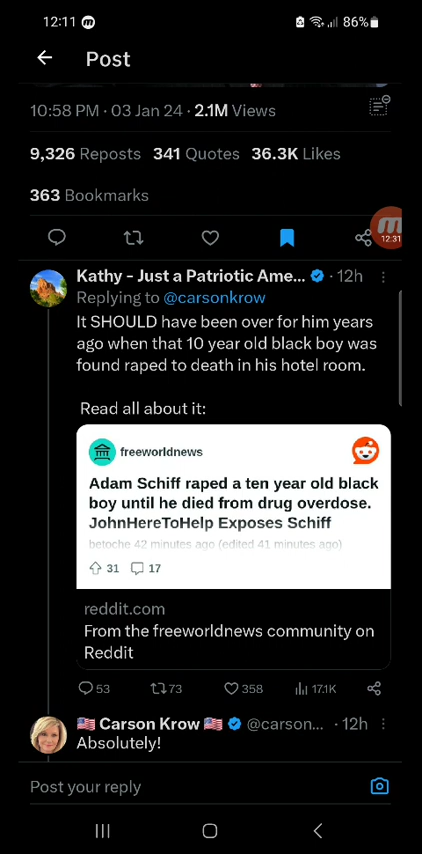 12:11
86%
Post
10:58 PM · 03 Jan 24 · 2.1M Views
9,326 Reposts 341 Quotes 36.3K Likes
363 Bookmarks
12:31
Kathy - Just a Patriotic Ame... · 12h
Replying to @carsonkrow
It SHOULD have been over for him years
ago when that 10 year old black boy was
found raped to death in his hotel room.
Read all about it:
freeworldnews
Adam Schiff raped a ten year old black
boy until he died from drug overdose.
JohnHereToHelp Exposes Schiff
betoche 42 minutes ago (edited 41 minutes ago)
31 17
reddit.com
From the freeworldnews community on
Reddit
53 73 358 17.1K
🇺🇸 Carson Krow 🇺🇸 @carson... · 12h
Absolutely!
Post your reply